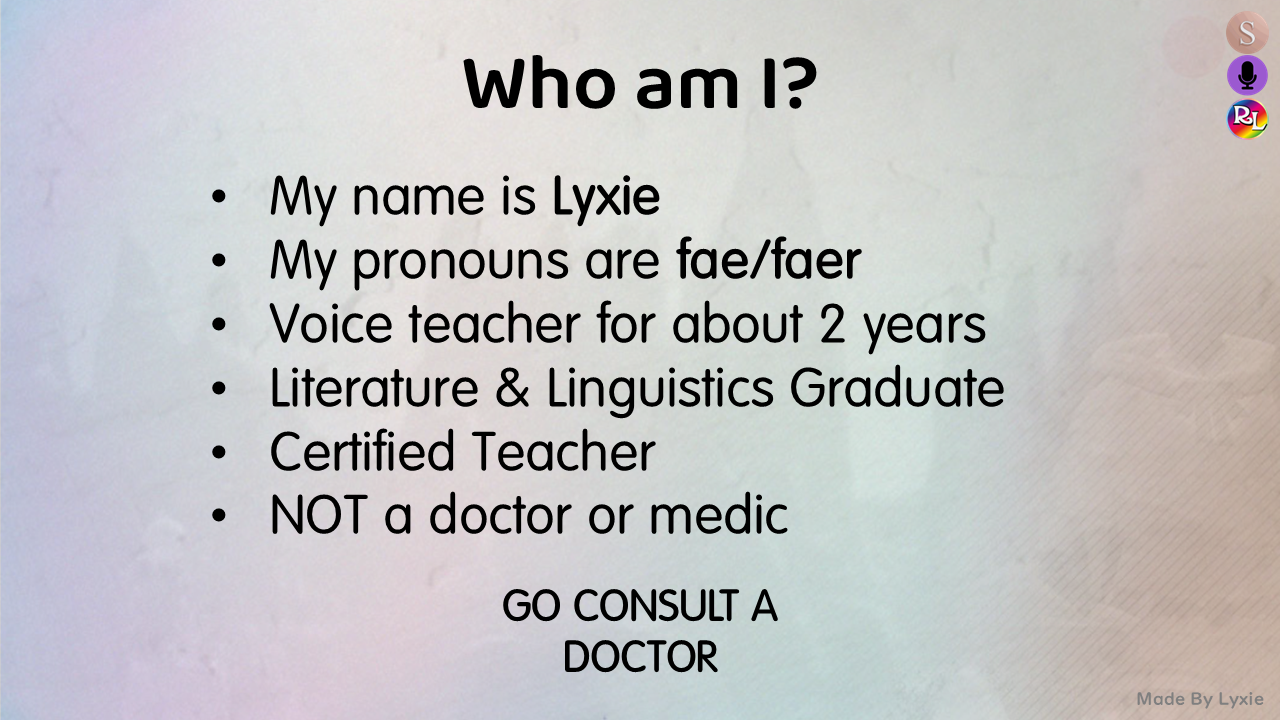 Who am I?
S
RL
• My name is Lyxie
• My pronouns are fae/faer
• Voice teacher for about 2 years
• Literature & Linguistics Graduate
• Certified Teacher
• NOT a doctor or medic
GO CONSULT A
DOCTOR
Made By Lyxie